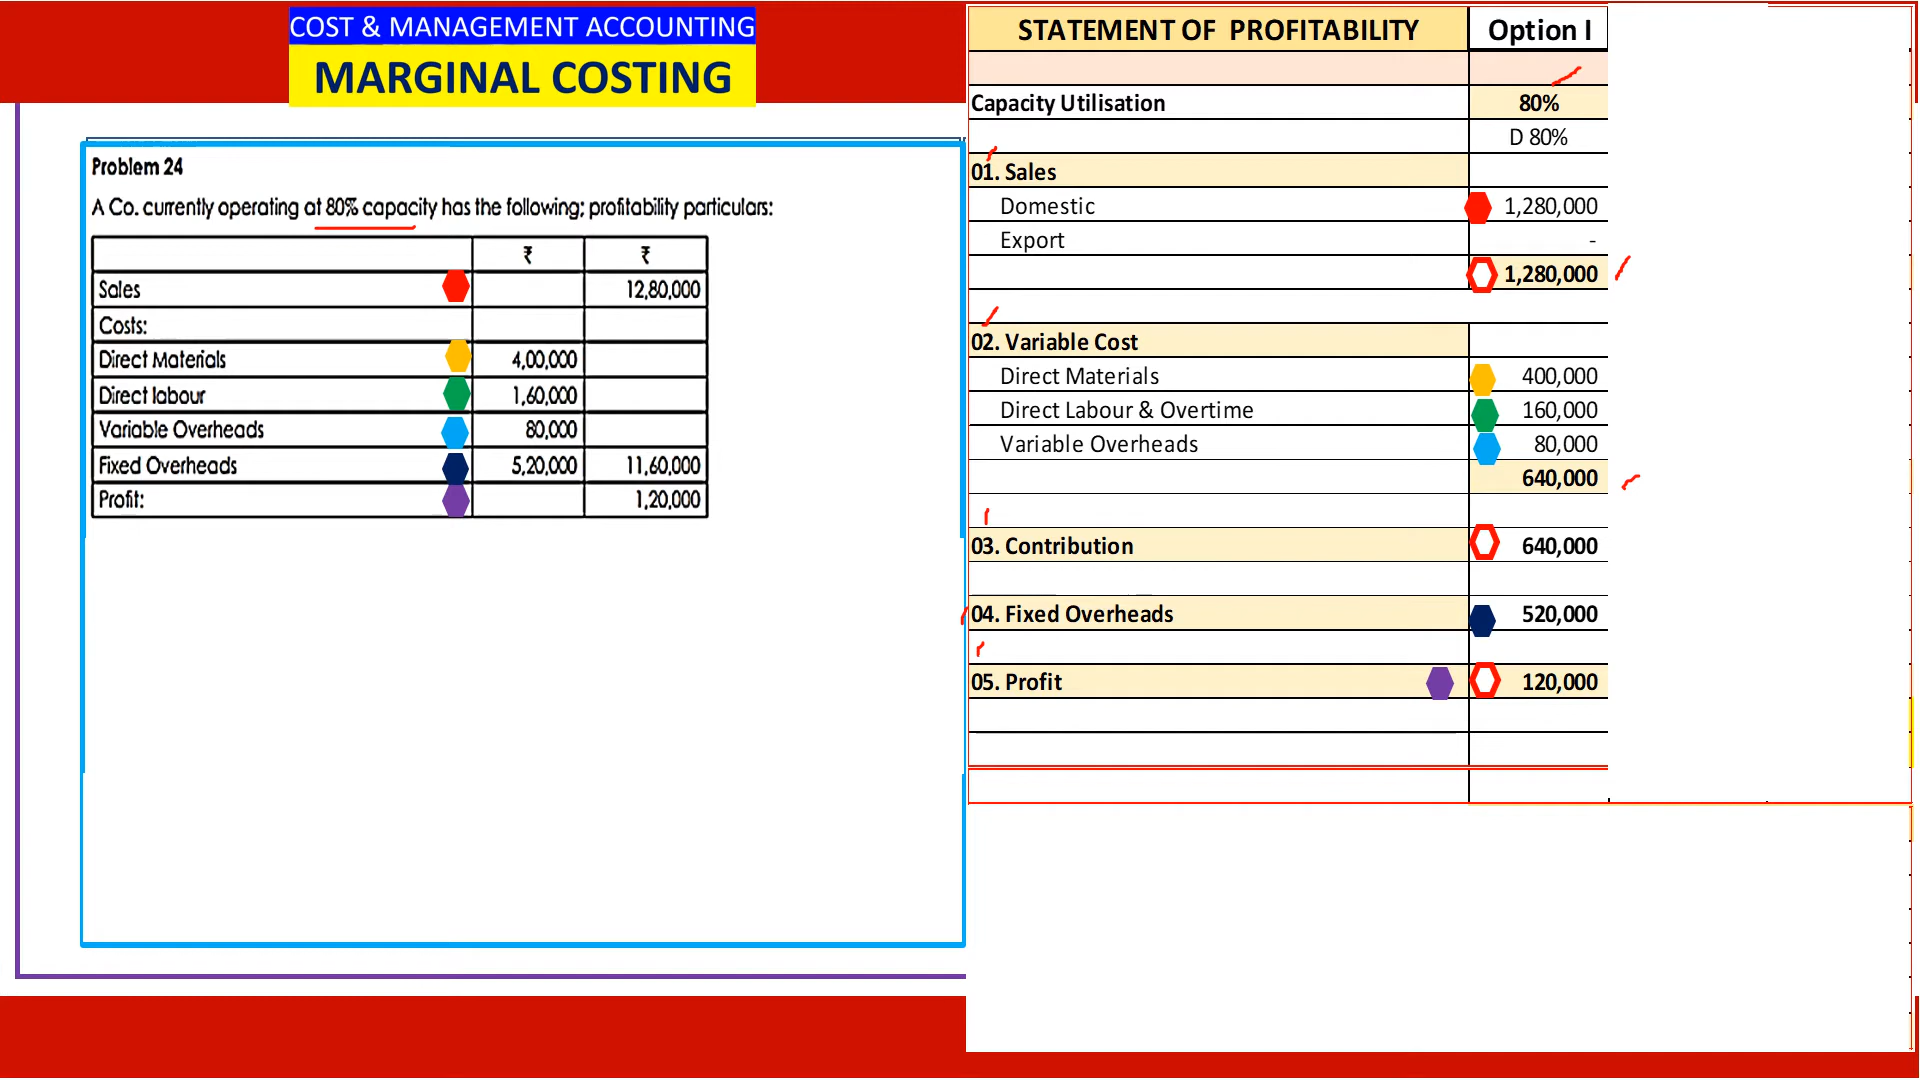 COST & MANAGEMENT ACCOUNTING
MARGINAL COSTING
Problem 24
A Co. currently operating at 80% capacity has the following; profitability particulars:
₹ ₹
Sales 12,80,000
Costs:
Direct Materials 4,00,000
Direct labour 1,60,000
Variable Overheads 80,000
Fixed Overheads 5,20,000 11,60,000
Profit: 1,20,000
STATEMENT OF PROFITABILITY Option I
Capacity Utilisation 80%
D 80%
01. Sales
Domestic 1,280,000
Export -
1,280,000
02. Variable Cost
Direct Materials 400,000
Direct Labour & Overtime 160,000
Variable Overheads 80,000
640,000
03. Contribution 640,000
04. Fixed Overheads 520,000
05. Profit 120,000